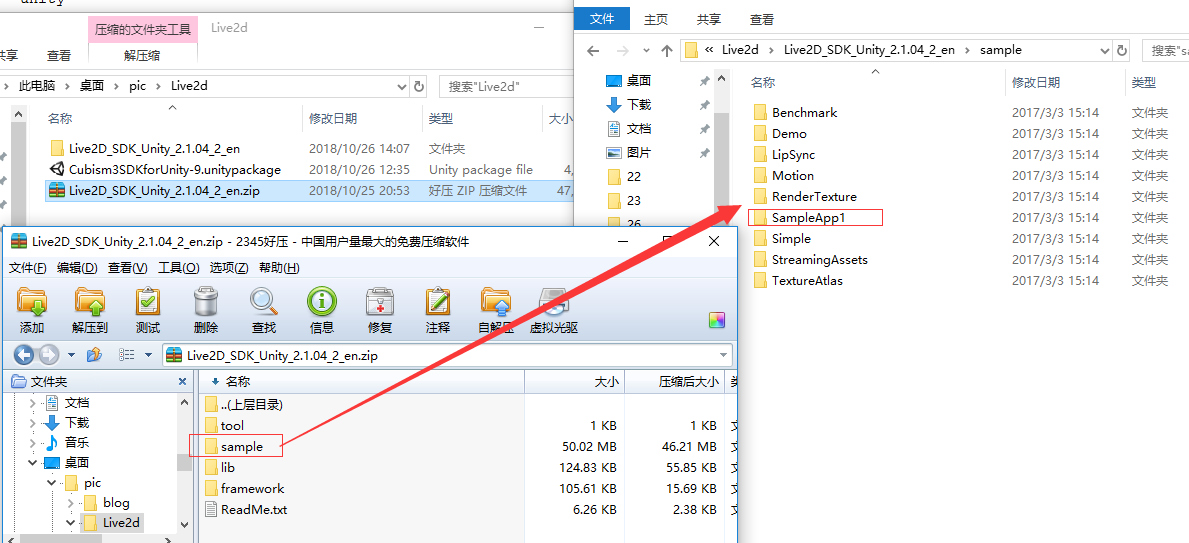 unity
压缩的文件夹工具 Live2d
共享 查看 解压缩
此电脑 桌面 pic Live2d 搜索"Live2d"
名称 修改日期 类型 大小
Live2D_SDK_Unity_2.1.04_2_en 2018/10/26 14:07 文件夹
Cubism3SDKforUnity-9.unitypackage 2018/10/26 12:35 Unity package file 4,
Live2D_SDK_Unity_2.1.04_2_en.zip 2018/10/25 20:53 好压 ZIP 压缩文件 47,
文件 主页 共享 查看
« Live2d Live2D_SDK_Unity_2.1.04_2_en sample 搜索"sa
桌面
下载
文档
图片
22
23
26
名称 修改日期 类型
Benchmark 2017/3/3 15:14 文件夹
Demo 2017/3/3 15:14 文件夹
LipSync 2017/3/3 15:14 文件夹
Motion 2017/3/3 15:14 文件夹
RenderTexture 2017/3/3 15:14 文件夹
SampleApp1 2017/3/3 15:14 文件夹
Simple 2017/3/3 15:14 文件夹
StreamingAssets 2017/3/3 15:14 文件夹
TextureAtlas 2017/3/3 15:14 文件夹
Live2D_SDK_Unity_2.1.04_2_en.zip - 2345好压 - 中国用户量最大的免费压缩软件
文件(F) 编辑(D) 查看(V) 工具(O) 选项(Z) 帮助(H)
添加 解压到 测试 删除 查找 信息 修复 注释 自解压 虚拟光驱
Live2D_SDK_Unity_2.1.04_2_en.zip
文件夹
文档
下载
音乐
桌面
pic
blog
Live2d
名称 大小 压缩后大小
..(上层目录)
tool 1 KB 1 KB
sample 50.02 MB 46.21 MB
lib 124.83 KB 55.85 KB
framework 105.61 KB 15.69 KB
ReadMe.txt 6.26 KB 2.38 KB